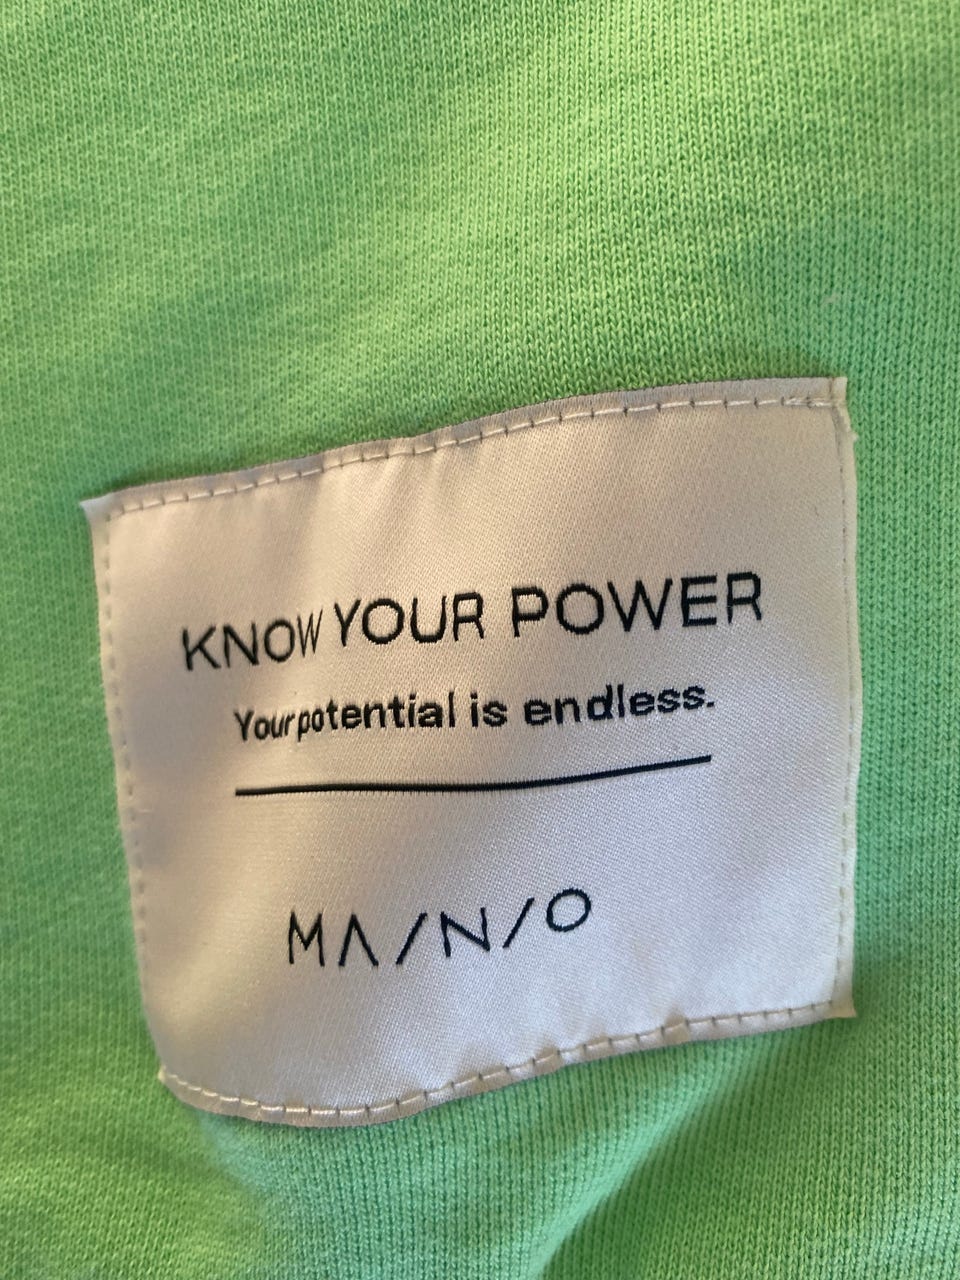 KNOW YOUR POWER
Your potential is endless.
MΛ/N/O